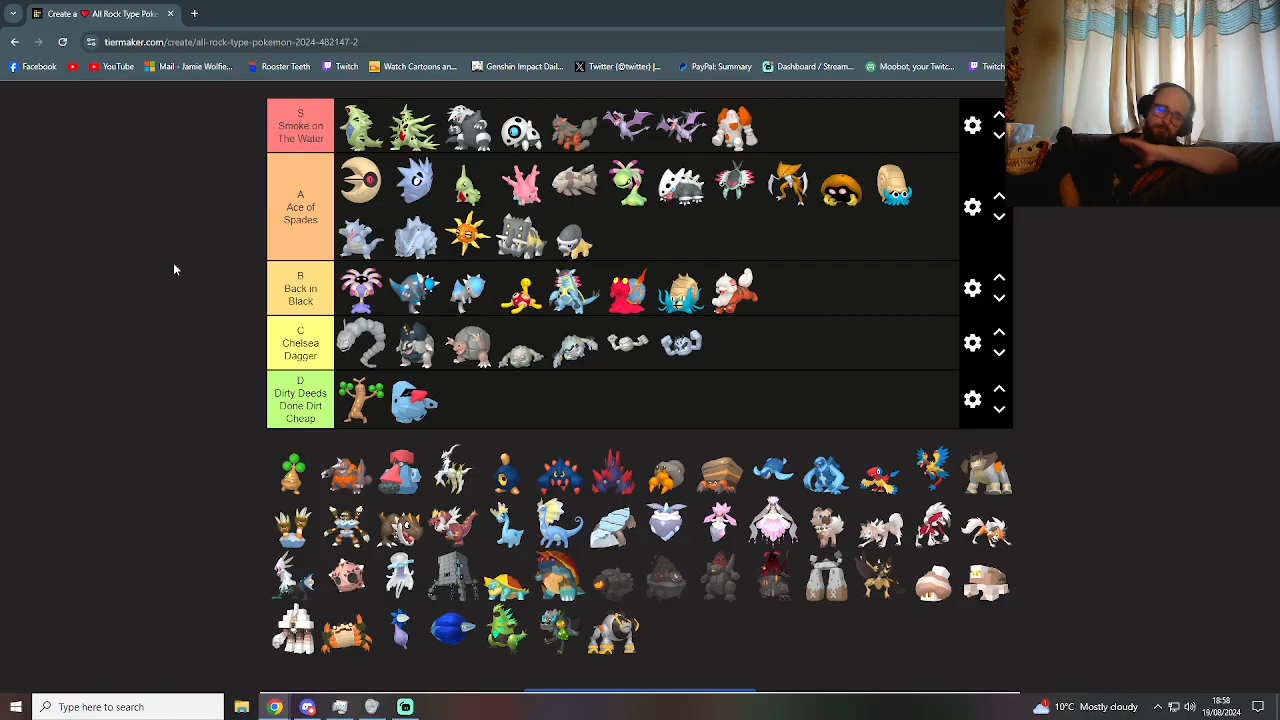 Create a ❤ All Rock Type Poke
tiermaker.com/create/all-rock-type-pokemon-2024-482147-2
Facebook YouTube Mail - Jamie Wolfe... Rooster Teeth Twitch Watch Cartoons an... Genshin Impact Dail... Twitter (@twitter) |... PayPal: Summary Dashboard / Stream... Moobot, your Twitc... Twitch
S
Smoke on
The Water
A
Ace of
Spades
B
Back in
Black
C
Chelsea
Dagger
D
Dirty Deeds
Done Dirt
Cheap
Type here to search
10°C Mostly cloudy
18:58
19/08/2024